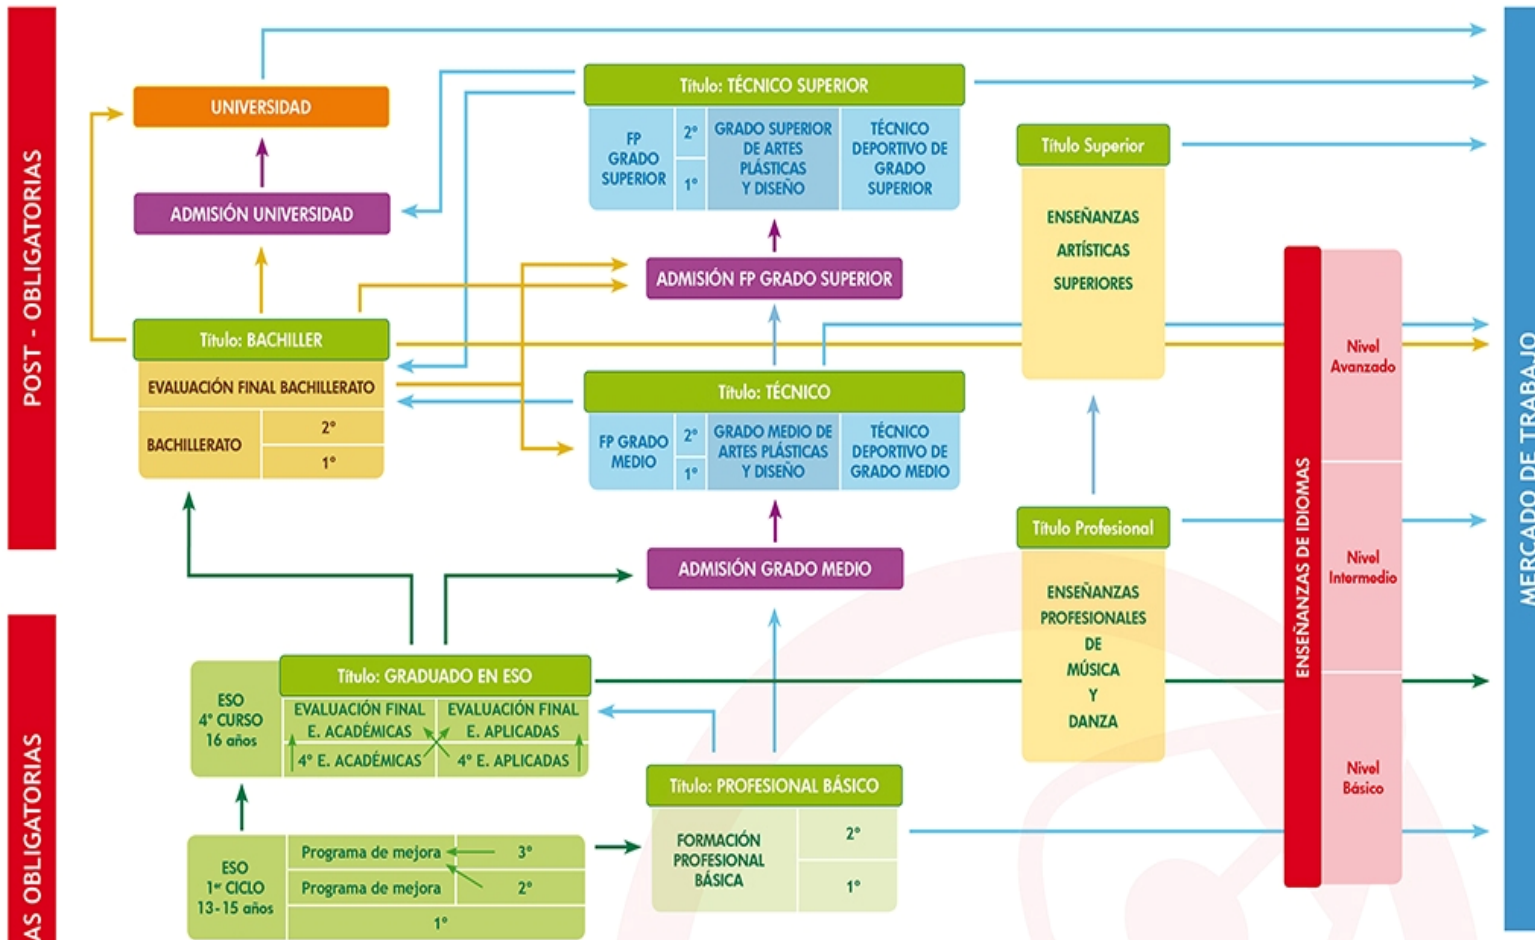 POST - OBLIGATORIAS
UNIVERSIDAD
ADMISIÓN UNIVERSIDAD
Título: BACHILLER
EVALUACIÓN FINAL BACHILLERATO
BACHILLERATO
2º
1º
Título: TÉCNICO SUPERIOR
FP
GRADO
SUPERIOR
2º
1º
GRADO SUPERIOR
DE ARTES
PLÁSTICAS
Y DISEÑO
TÉCNICO
DEPORTIVO DE
GRADO
SUPERIOR
ADMISIÓN FP GRADO SUPERIOR
Título: TÉCNICO
FP GRADO
MEDIO
2º
1º
GRADO MEDIO DE
ARTES PLÁSTICAS
Y DISEÑO
TÉCNICO
DEPORTIVO DE
GRADO MEDIO
ADMISIÓN GRADO MEDIO
Título Superior
ENSEÑANZAS
ARTÍSTICAS
SUPERIORES
Título Profesional
ENSEÑANZAS
PROFESIONALES
DE
MÚSICA
Y
DANZA
ENSEÑANZAS DE IDIOMAS
Nivel
Avanzado
Nivel
Intermedio
Nivel
Básico
MERCADO DE TRABAJO
AS OBLIGATORIAS
ESO
4º CURSO
16 años
Título: GRADUADO EN ESO
EVALUACIÓN FINAL
E. ACADÉMICAS
EVALUACIÓN FINAL
E. APLICADAS
4º E. ACADÉMICAS
4º E. APLICADAS
ESO
1er CICLO
13-15 años
Programa de mejora
3º
Programa de mejora
2º
1º
Título: PROFESIONAL BÁSICO
FORMACIÓN
PROFESIONAL
BÁSICA
2º
1º